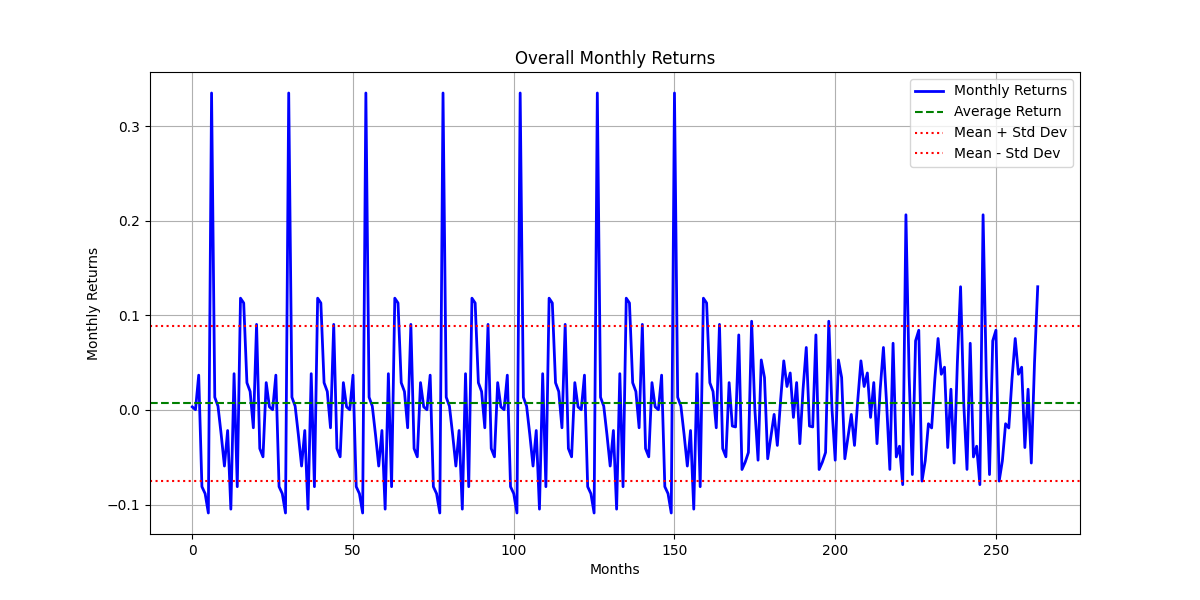 Overall Monthly Returns
Monthly Returns
Average Return
Mean + Std Dev
Mean - Std Dev
Monthly Returns
0.3
0.2
0.1
0.0
−0.1
0 50 100 150 200 250
Months